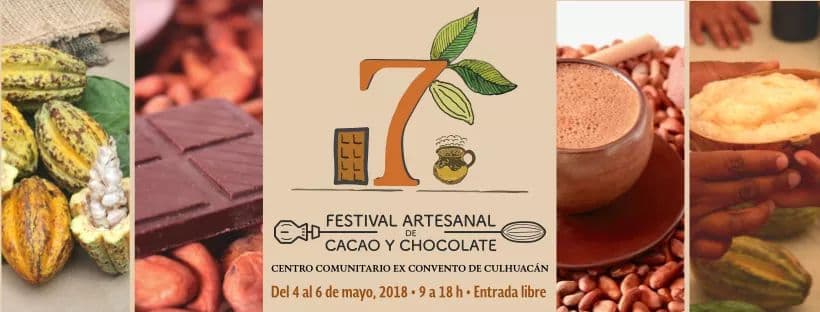 7
FESTIVAL ARTESANAL
DE
CACAO Y CHOCOLATE
CENTRO COMUNITARIO EX CONVENTO DE CULHUACÁN
Del 4 al 6 de mayo, 2018 • 9 a 18 h • Entrada libre